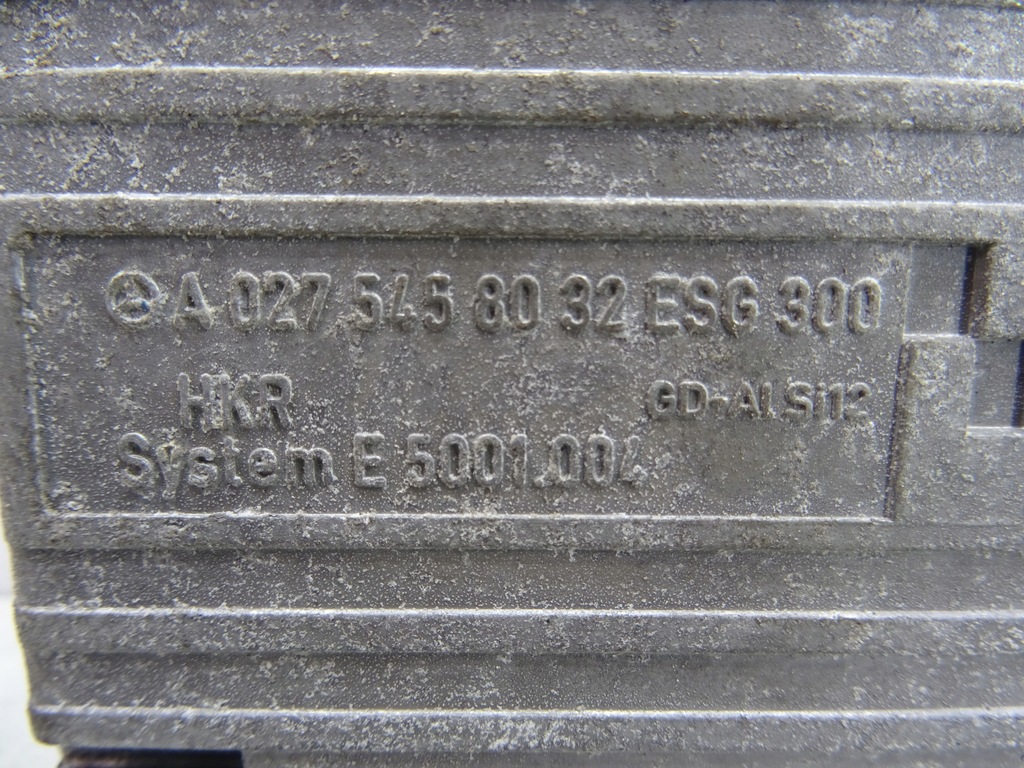 A 027 545 80 32 ESG 300
HKR GD-AlSi12
System E 5001.004